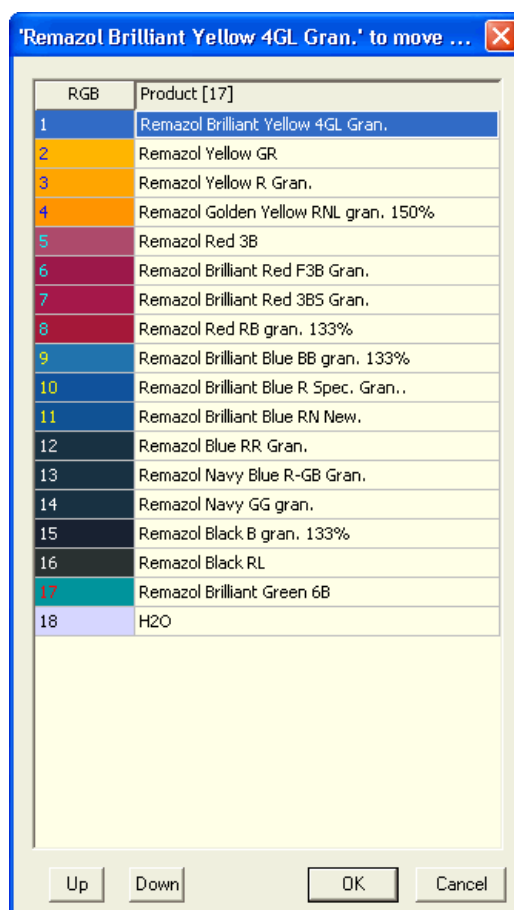 'Remazol Brilliant Yellow 4GL Gran.' to move ...
RGB Product [17]
1 Remazol Brilliant Yellow 4GL Gran.
2 Remazol Yellow GR
3 Remazol Yellow R Gran.
4 Remazol Golden Yellow RNL gran. 150%
5 Remazol Red 3B
6 Remazol Brilliant Red F3B Gran.
7 Remazol Brilliant Red 3BS Gran.
8 Remazol Red RB gran. 133%
9 Remazol Brilliant Blue BB gran. 133%
10 Remazol Brilliant Blue R Spec. Gran..
11 Remazol Brilliant Blue RN New.
12 Remazol Blue RR Gran.
13 Remazol Navy Blue R-GB Gran.
14 Remazol Navy GG gran.
15 Remazol Black B gran. 133%
16 Remazol Black RL
17 Remazol Brilliant Green 6B
18 H2O
Up Down OK Cancel